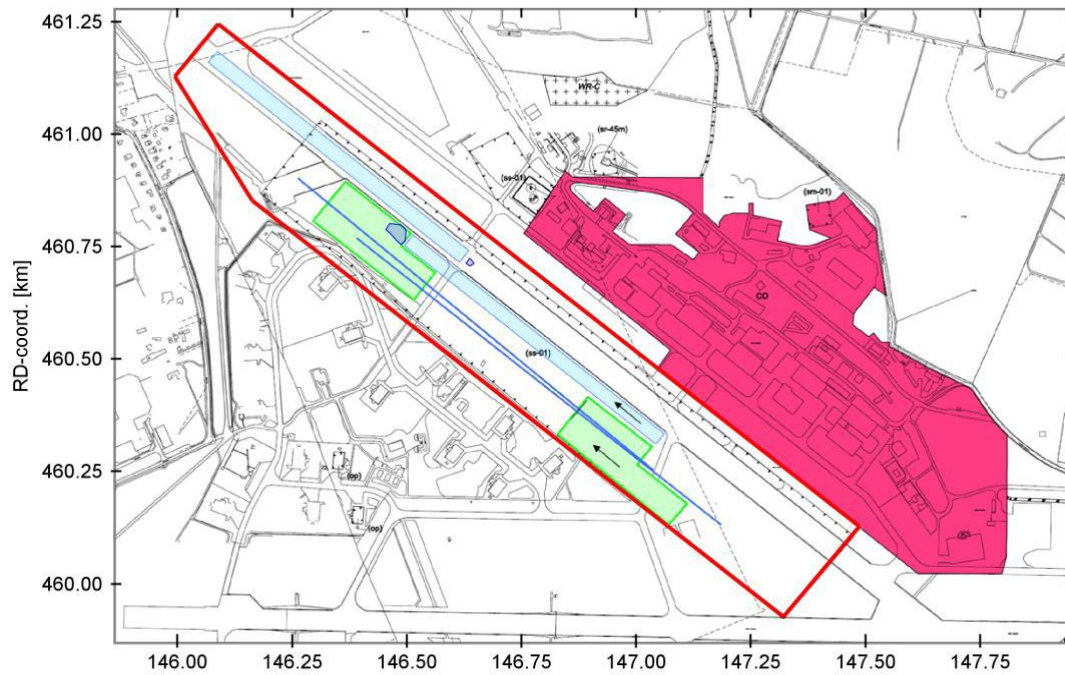 461.25
WR-C
461.00
(sr-45m)
(ss-01)
(sm-01)
460.75
CO
RD-coord. [km]
460.50
(ss-01)
460.25
(op)
(op)
460.00
146.00 146.25 146.50 146.75 147.00 147.25 147.50 147.75